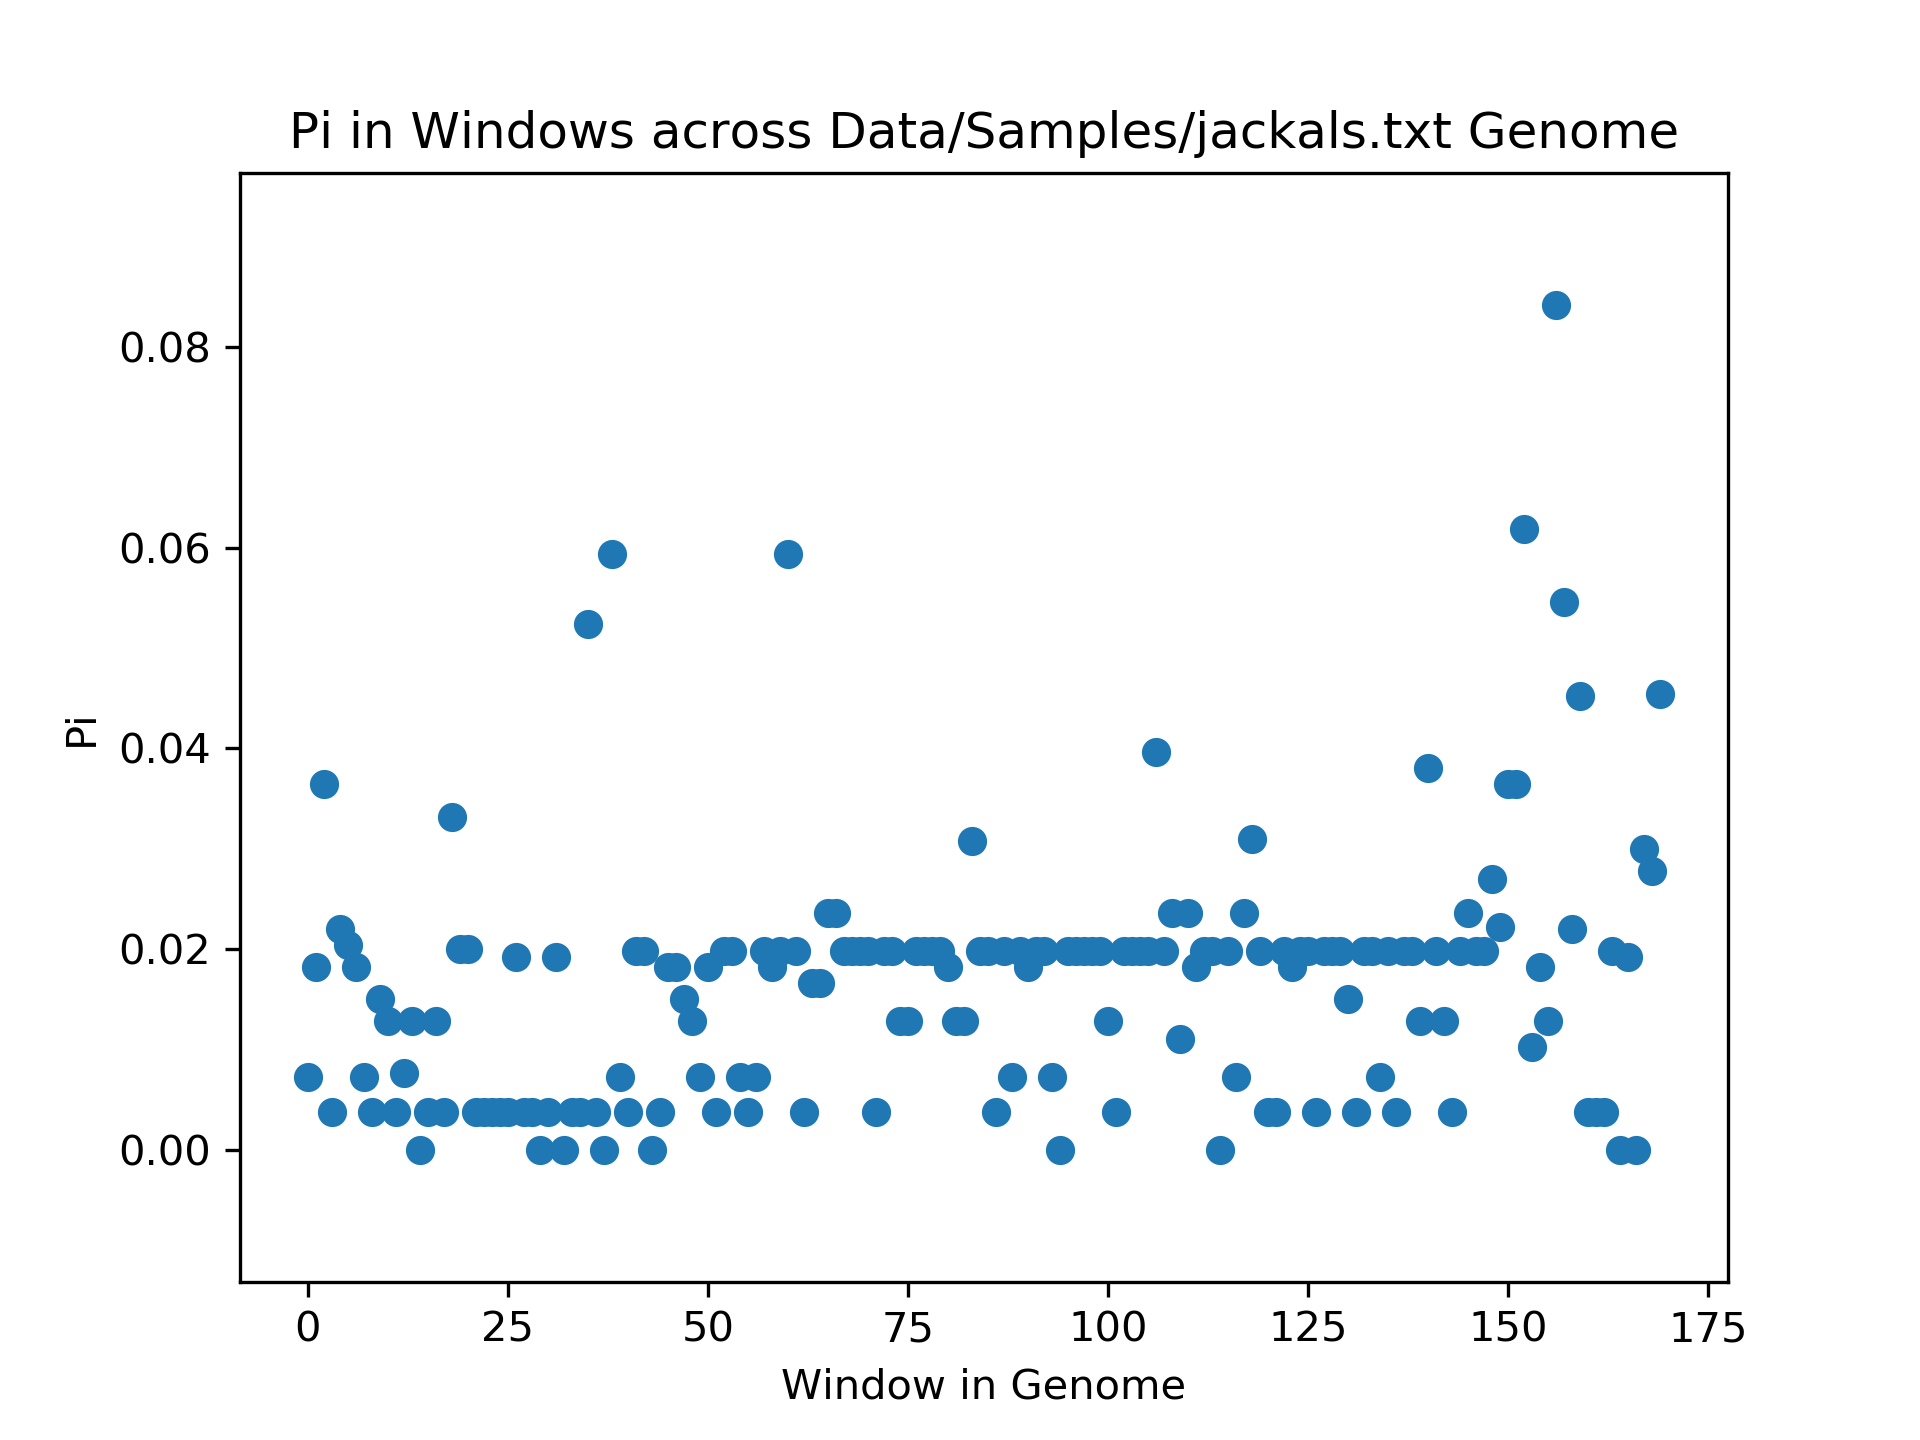 Pi in Windows across Data/Samples/jackals.txt Genome
0.08
0.06
0.04
0.02
0.00
Pi
0 25 50 75 100 125 150 175
Window in Genome